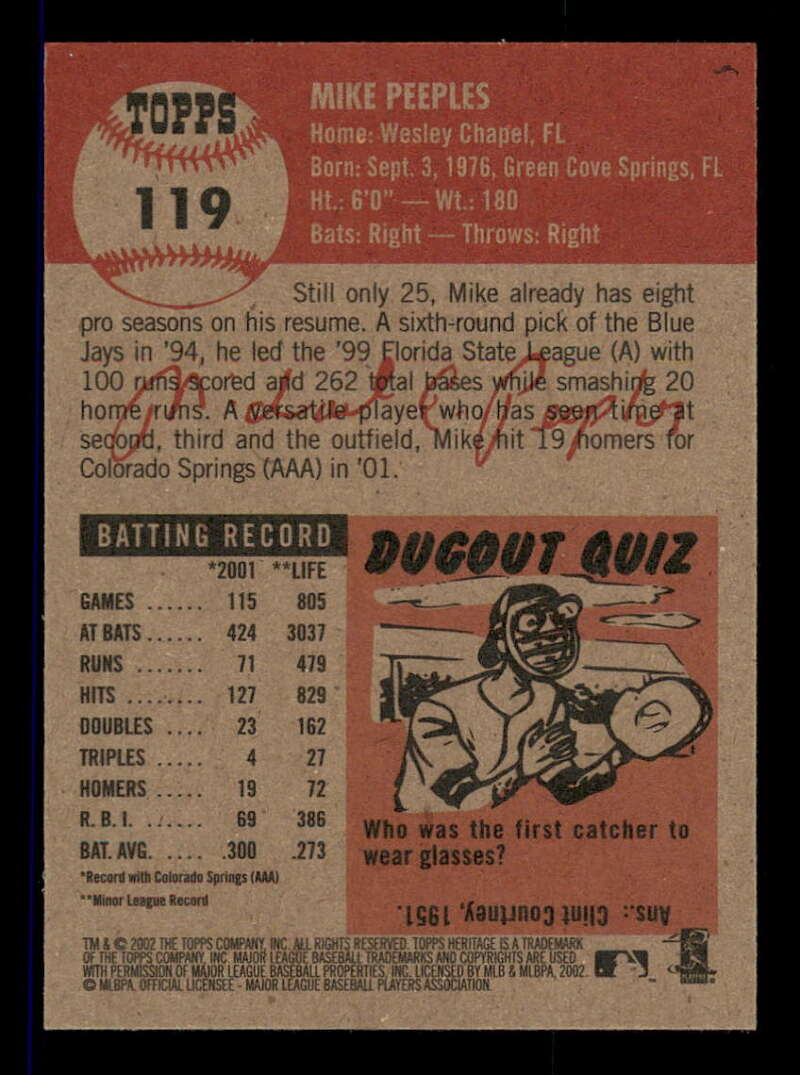 TOPPS
119
MIKE PEEPLES
Home: Wesley Chapel, FL
Born: Sept. 3, 1976, Green Cove Springs, FL
Ht.: 6'0" — Wt.: 180
Bats: Right — Throws: Right
Still only 25, Mike already has eight
pro seasons on his resume. A sixth-round pick of the Blue
Jays in '94, he led the '99 Florida State League (A) with
100 runs scored and 262 total bases while smashing 20
home runs. A versatile player who has seen time at
second, third and the outfield, Mike hit 19 homers for
Colorado Springs (AAA) in '01.
Michael Peeples
BATTING RECORD
*2001 **LIFE
GAMES ...... 115 805
AT BATS ...... 424 3037
RUNS ....... 71 479
HITS ........ 127 829
DOUBLES .... 23 162
TRIPLES ..... 4 27
HOMERS ..... 19 72
R.B.I. ....... 69 386
BAT. AVG. .... .300 .273
*Record with Colorado Springs (AAA)
**Minor League Record
DUGOUT QUIZ
Who was the first catcher to
wear glasses?
Ans.: Clint Courtney, 1951.
TM & © 2002 THE TOPPS COMPANY, INC. ALL RIGHTS RESERVED. TOPPS HERITAGE IS A TRADEMARK
OF THE TOPPS COMPANY, INC. MAJOR LEAGUE BASEBALL TRADEMARKS AND COPYRIGHTS ARE USED
WITH PERMISSION OF MAJOR LEAGUE BASEBALL PROPERTIES, INC. LICENSED BY MLB & MLBPA, 2002.
© MLBPA, OFFICIAL LICENSEE - MAJOR LEAGUE BASEBALL PLAYERS ASSOCIATION.